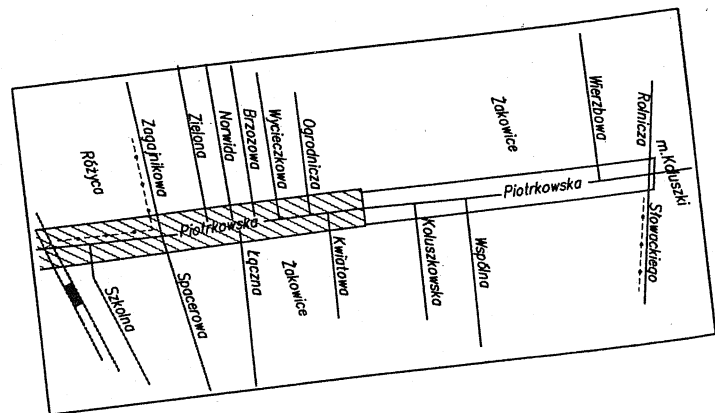 Różyca
Zagajnikowa
Zielona
Norwida
Brzozowa
Wycieczkowa
Ogrodnicza
Żakowice
Wierzbowa
Rolnicza
m.Koluszki
Piotrkowska
Piotrkowska
Słowackiego
Szkolna
Spacerowa
Łączna
Żakowice
Kwiatowa
Koluszkowska
Wspólna